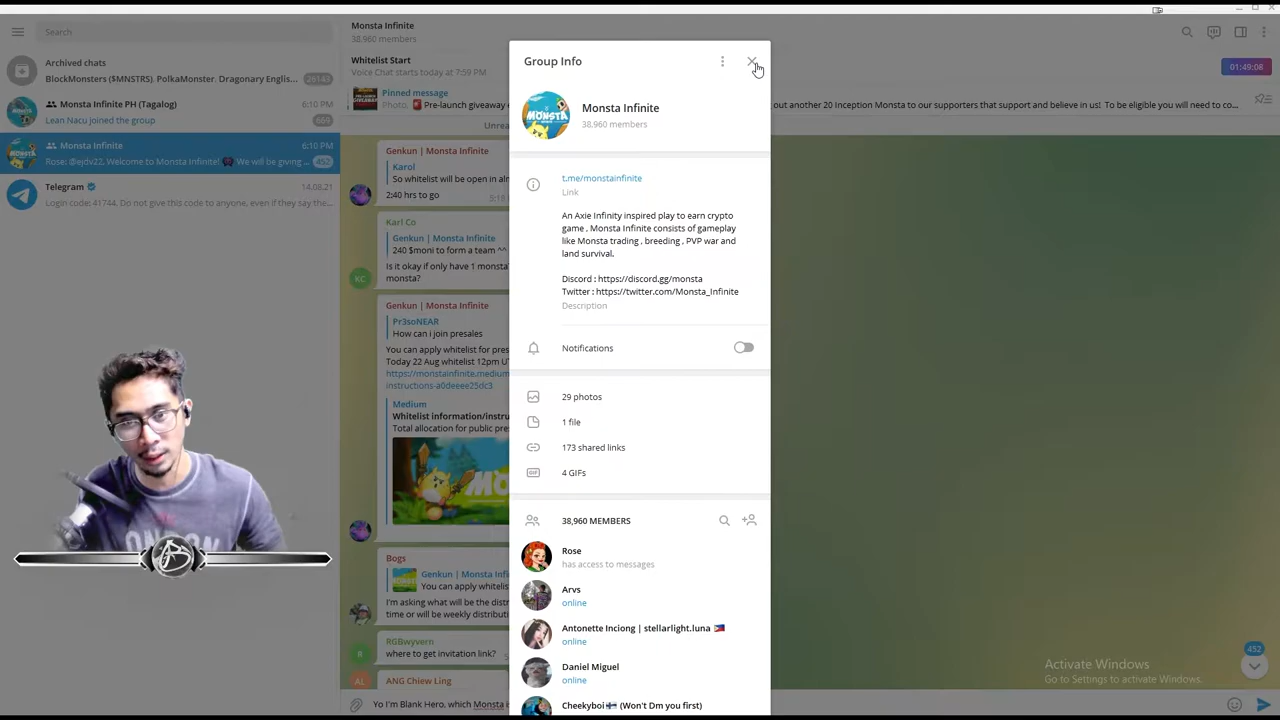 Search
Archived chats
BlockMonsters ($MNSTRS), PolkaMonster, Dragonary Englis...
26143
Monsta Infinite PH (Tagalog)
6:10 PM
Lean Nacu joined the group
669
Monsta Infinite
6:10 PM
Rose: @ejdv22, Welcome to Monsta Infinite! We will be giving ...
452
Telegram
14.08.21
Login code: 41744. Do not give this code to anyone, even if they say the...
Monsta Infinite
38,960 members
Whitelist Start
Voice Chat starts today at 7:59 PM
01:49:08
Pinned message
Photo, Pre-launch giveaway
out another 20 Inception Monsta to our supporters that support and believe in us! To be eligible you will need to co...
Unrea
Genkun | Monsta Infinite
Karol
So whitelist will be open in
2:40 hrs to go
Karl Co
Genkun | Monsta Infinite
240 $moni to form a team ^^
Is it okay if only have 1 monst
monsta?
KC
Genkun | Monsta Infinite
Pr3soNEAR
How can i join presales
You can apply whitelist for pres
Today 22 Aug whitelist 12pm U
https://monstainfinite.medium
instructions-a0deeee25dc3
Medium
Whitelist information/instru
Total allocation for public pre
Bogs
Genkun | Monsta Infi
You can apply whitelis
I'm asking what will be the dist
time or will be weekly distributi
RGBwyvern
where to get invitation link?
R
ANG Chiew Ling
AL
Yo I'm Blank Hero, which Monsta
Group Info
Monsta Infinite
38,960 members
t.me/monstainfinite
Link
An Axie Infinity inspired play to earn crypto
game , Monsta Infinite consists of gameplay
like Monsta trading , breeding , PVP war and
land survival.
Discord : https://discord.gg/monsta
Twitter : https://twitter.com/Monsta_Infinite
Description
Notifications
29 photos
1 file
173 shared links
GIF
4 GIFs
38,960 MEMBERS
Rose
has access to messages
Arvs
online
Antonette Inciong | stellarlight.luna
online
Daniel Miguel
online
Cheekyboi (Won't Dm you first)
452
Activate Windows
Go to Settings to activate Windows.